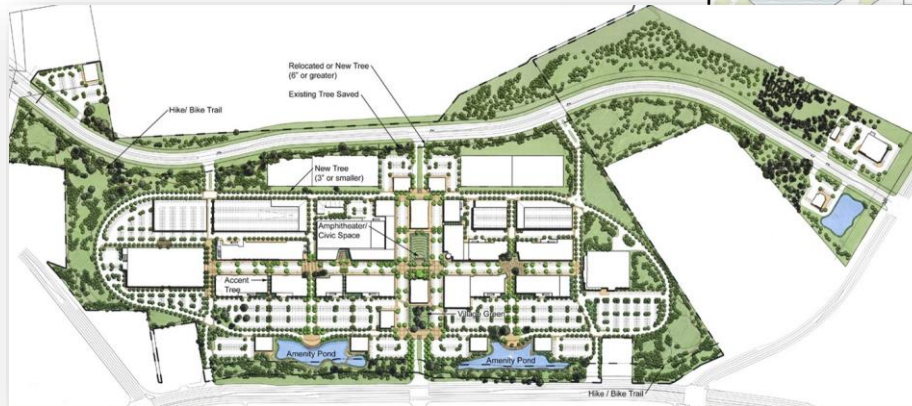 Relocated or New Tree
(6" or greater)
Existing Tree Saved
Hike/ Bike Trail
New Tree
(3" or smaller)
Amphitheater/
Civic Space
Accent
Tree
Village Green
Amenity Pond
Amenity Pond
Hike / Bike Trail